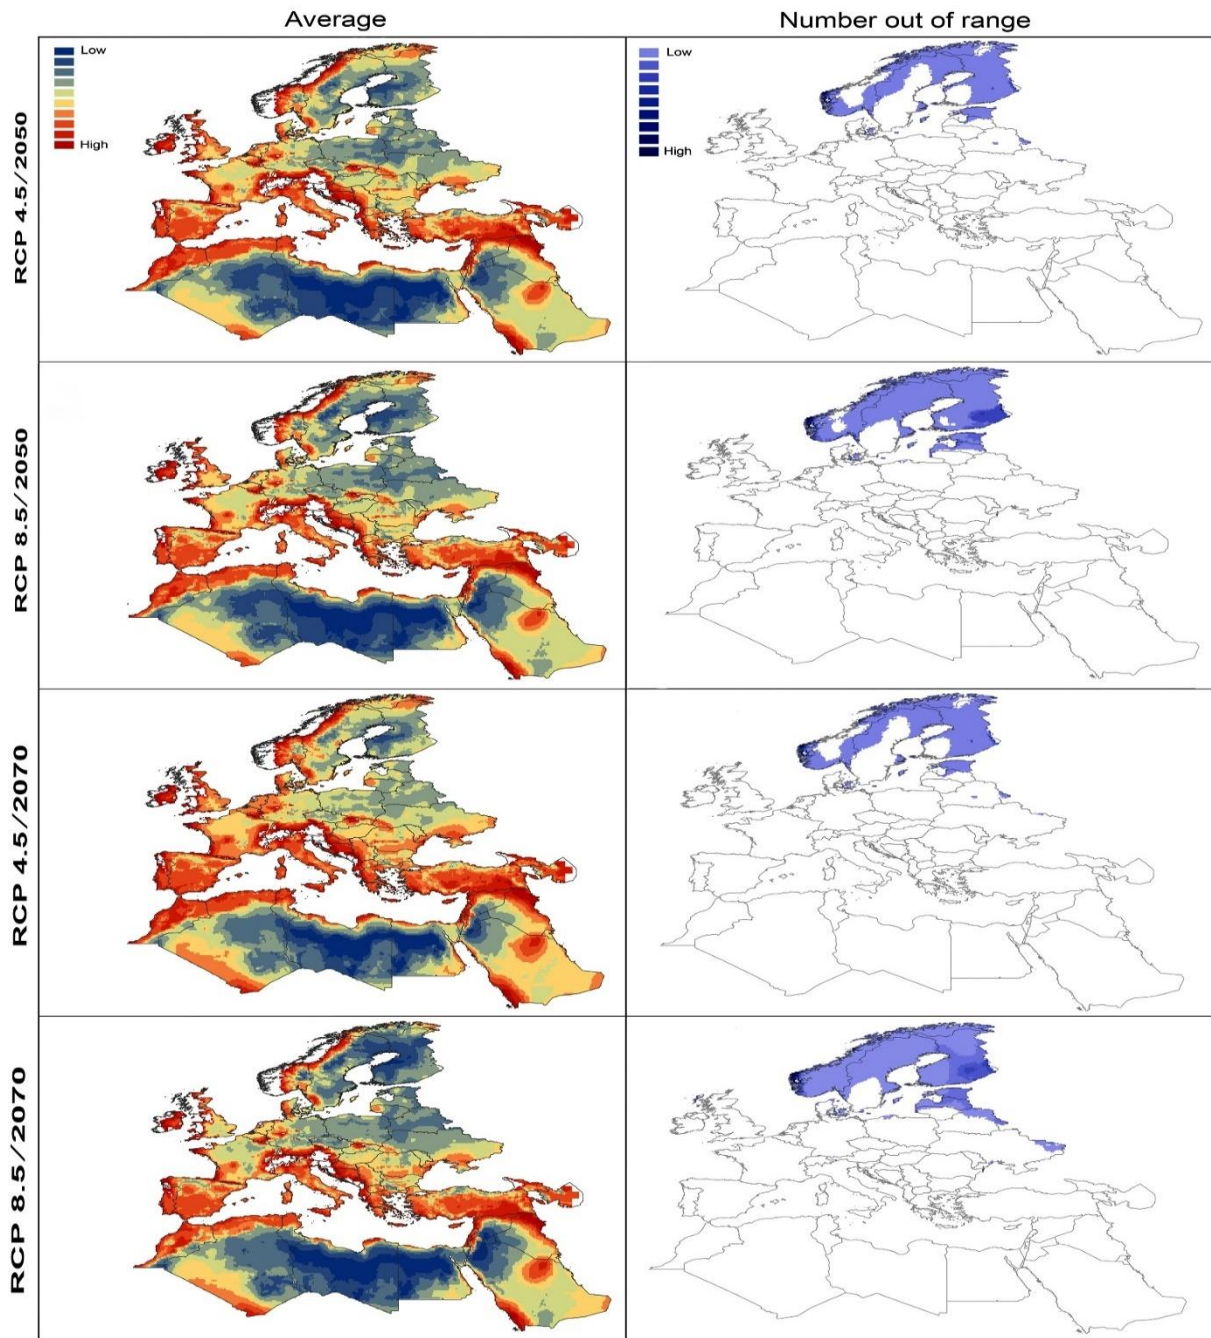 Average
Number out of range
RCP 4.5/2050
Low
High
Low
High
RCP 8.5/2050
RCP 4.5/2070
RCP 8.5/2070